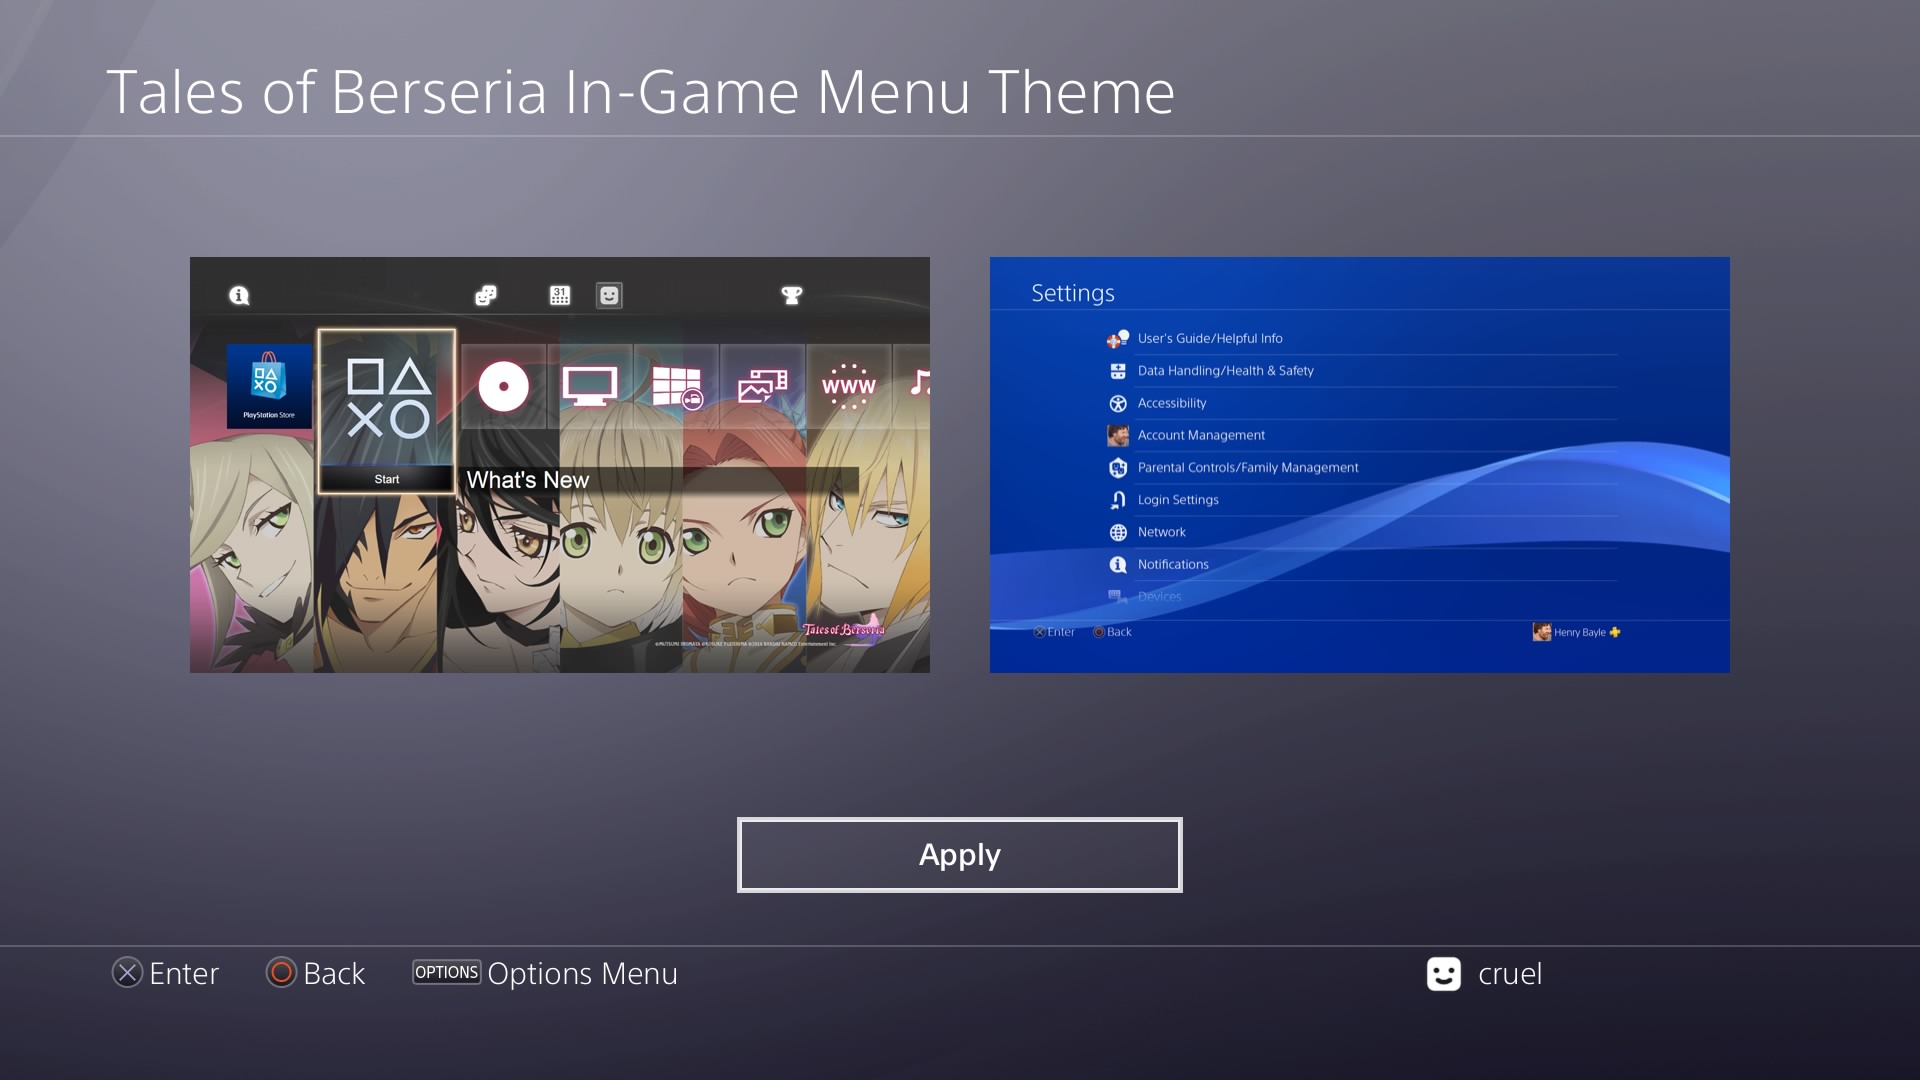 Tales of Berseria In-Game Menu Theme
31
PlayStation Store
Start
What's New
WWW
Tales of Berseria
Settings
User's Guide/Helpful Info
Data Handling/Health & Safety
Accessibility
Account Management
Parental Controls/Family Management
Login Settings
Network
Notifications
Devices
Enter
Back
Henry Bayle
Apply
Enter
Back
OPTIONS Options Menu
cruel